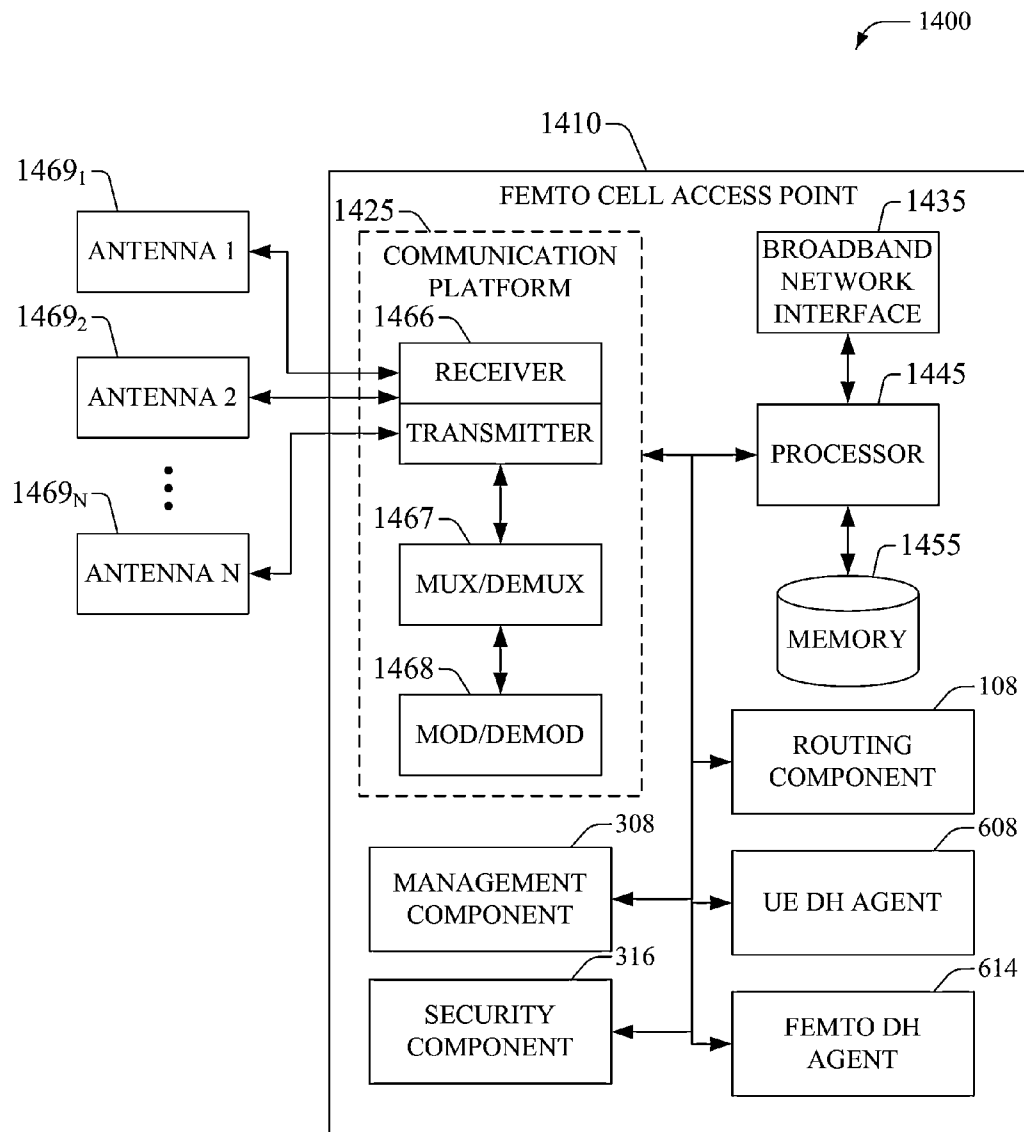 1400
1410
1469₁
FEMTO CELL ACCESS POINT
1425
1435
ANTENNA 1
COMMUNICATION
PLATFORM
BROADBAND
NETWORK
INTERFACE
1469₂
1466
RECEIVER
ANTENNA 2
TRANSMITTER
1445
PROCESSOR
1469N
1467
ANTENNA N
MUX/DEMUX
1455
MEMORY
1468
MOD/DEMOD
108
ROUTING
COMPONENT
308
MANAGEMENT
COMPONENT
608
UE DH AGENT
316
SECURITY
COMPONENT
614
FEMTO DH
AGENT